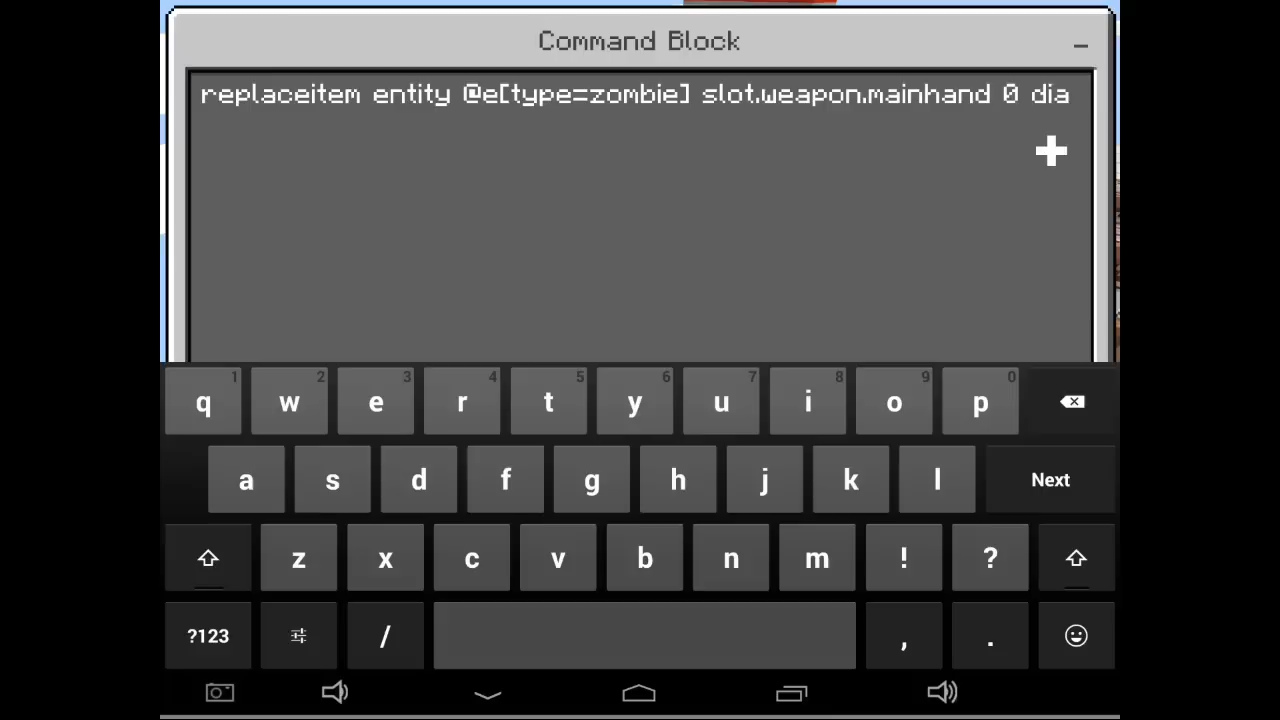 Command Block
replaceitem entity @e[type=zombie] slot.weapon.mainhand 0 dia
1 2 3 4 5 6 7 8 9 0
q w e r t y u i o p
a s d f g h j k l Next
z x c v b n m ! ?
?123 / , .